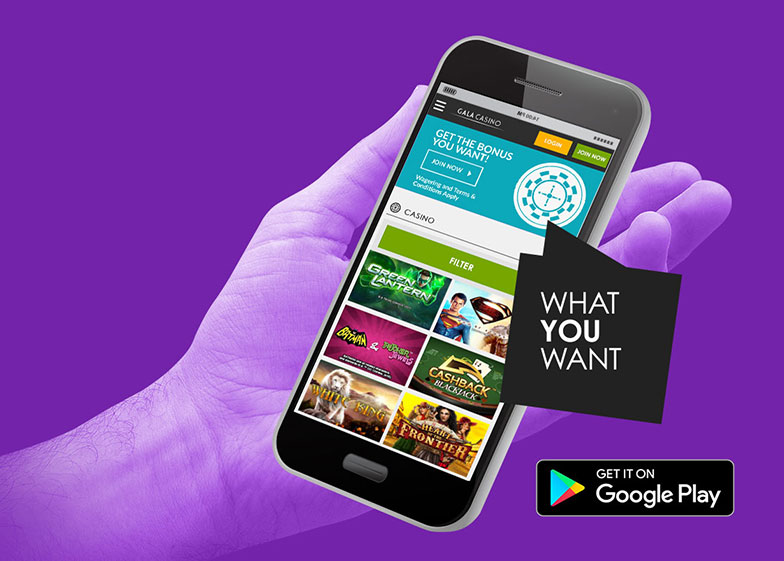 GALA CASINO
LOGIN
JOIN NOW
GET THE BONUS
YOU WANT!
JOIN NOW
Wagering and Terms &
Conditions Apply
CASINO
FILTER
GREEN
LANTERN
BATMAN
&
CASHBACK
BLACKJACK
WHITE KING
HEART
FRONTIER
WHAT
YOU
WANT
GET IT ON
Google Play